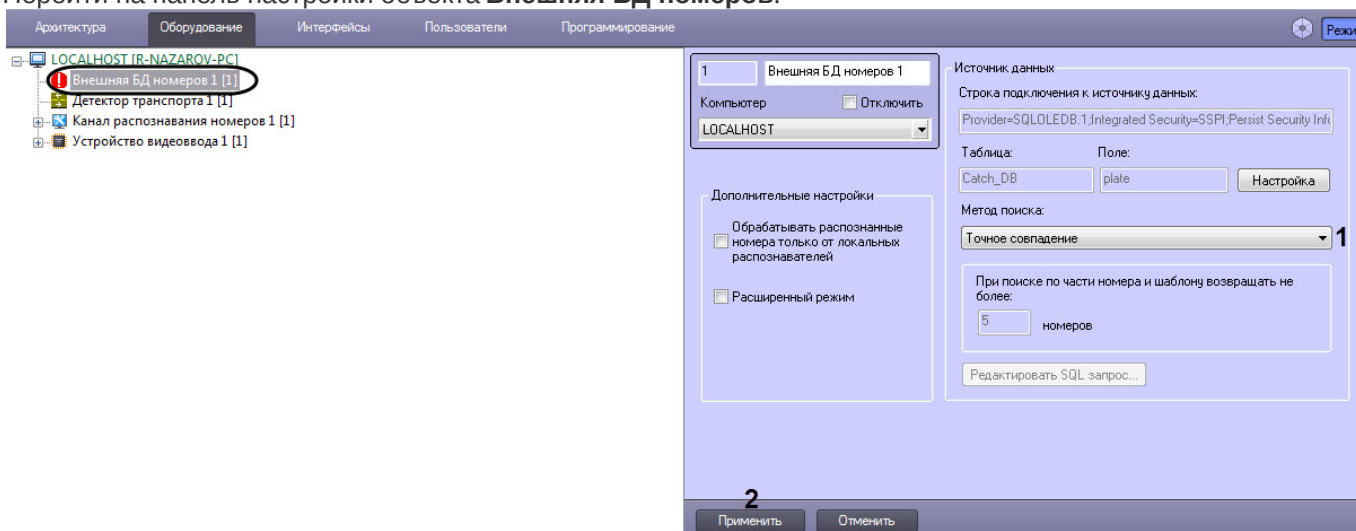 Перейти на панель настройки объекта Внешняя БД номеров.
Архитектура Оборудование Интерфейсы Пользователи Программирование Режи
LOCALHOST [R-NAZAROV-PC]
Внешняя БД номеров 1 [1]
Детектор транспорта 1 [1]
Канал распознавания номеров 1 [1]
Устройство видеоввода 1 [1]
1 Внешняя БД номеров 1
Компьютер Отключить
LOCALHOST
Дополнительные настройки
Обрабатывать распознанные
номера только от локальных
распознавателей
Расширенный режим
Источник данных
Строка подключения к источнику данных:
Provider=SQLOLEDB.1;Integrated Security=SSPI;Persist Security Info
Таблица: Поле:
Catch_DB plate Настройка
Метод поиска:
Точное совпадение 1
При поиске по части номера и шаблону возвращать не
более:
5 номеров
Редактировать SQL запрос...
2
Применить Отменить